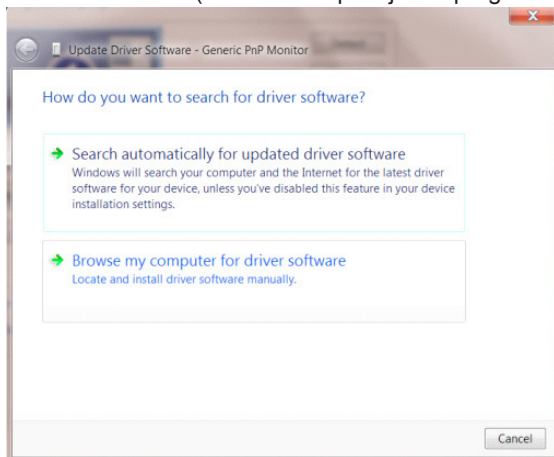 Update Driver Software - Generic PnP Monitor
How do you want to search for driver software?
Search automatically for updated driver software
Windows will search your computer and the Internet for the latest driver
software for your device, unless you've disabled this feature in your device
installation settings.
Browse my computer for driver software
Locate and install driver software manually.
Cancel